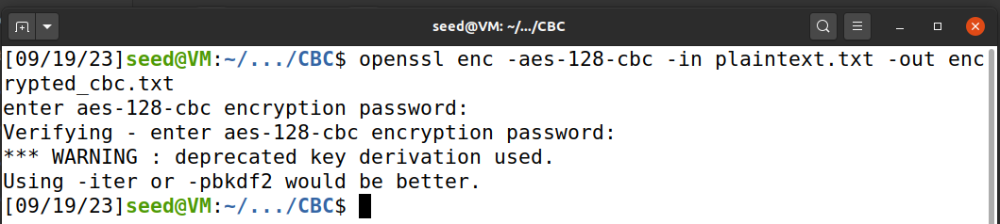 seed@VM: ~/.../CBC
[09/19/23]seed@VM:~/.../CBC$ openssl enc -aes-128-cbc -in plaintext.txt -out enc
rypted_cbc.txt
enter aes-128-cbc encryption password:
Verifying - enter aes-128-cbc encryption password:
*** WARNING : deprecated key derivation used.
Using -iter or -pbkdf2 would be better.
[09/19/23]seed@VM:~/.../CBC$